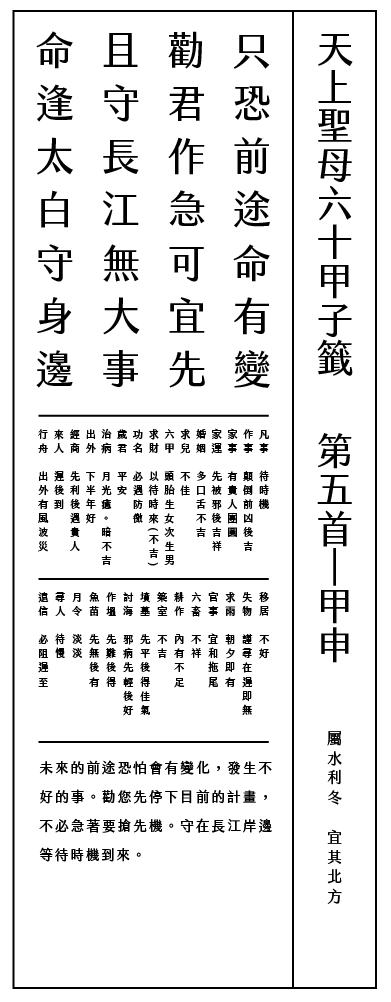 天上聖母六十甲子籤　第五首—甲申
屬水利冬　宜其北方
只恐前途命有變
勸君作急可宜先
且守長江無大事
命逢太白守身邊
凡事　待時機
作事　顛倒前凶後吉
家事　有貴人團圓
家運　先被邪後吉祥
婚姻　多口舌不吉
求兒　不佳
六甲　頭胎生女次生男
求財　以待時來(不吉)
功名　必遇防微
歲君　平安
治病　月光癒。暗不吉
出外　下半年好
經商　先利後遇貴人
來人　遲後到
行舟　出外有風波災
移居　不好
失物　謹尋在邊即無
求雨　朝夕即有
官事　宜和拖尾
六畜　不祥
耕作　內有不足
築室　不吉
墳墓　先平後得佳氣
討海　邪病先輕後好
作塭　先難後得
魚苗　先無後有
月令　淡淡
尋人　待慢
遠信　必阻遲至
未來的前途恐怕會有變化，發生不
好的事。勸您先停下目前的計畫，
不必急著要搶先機。守在長江岸邊
等待時機到來。